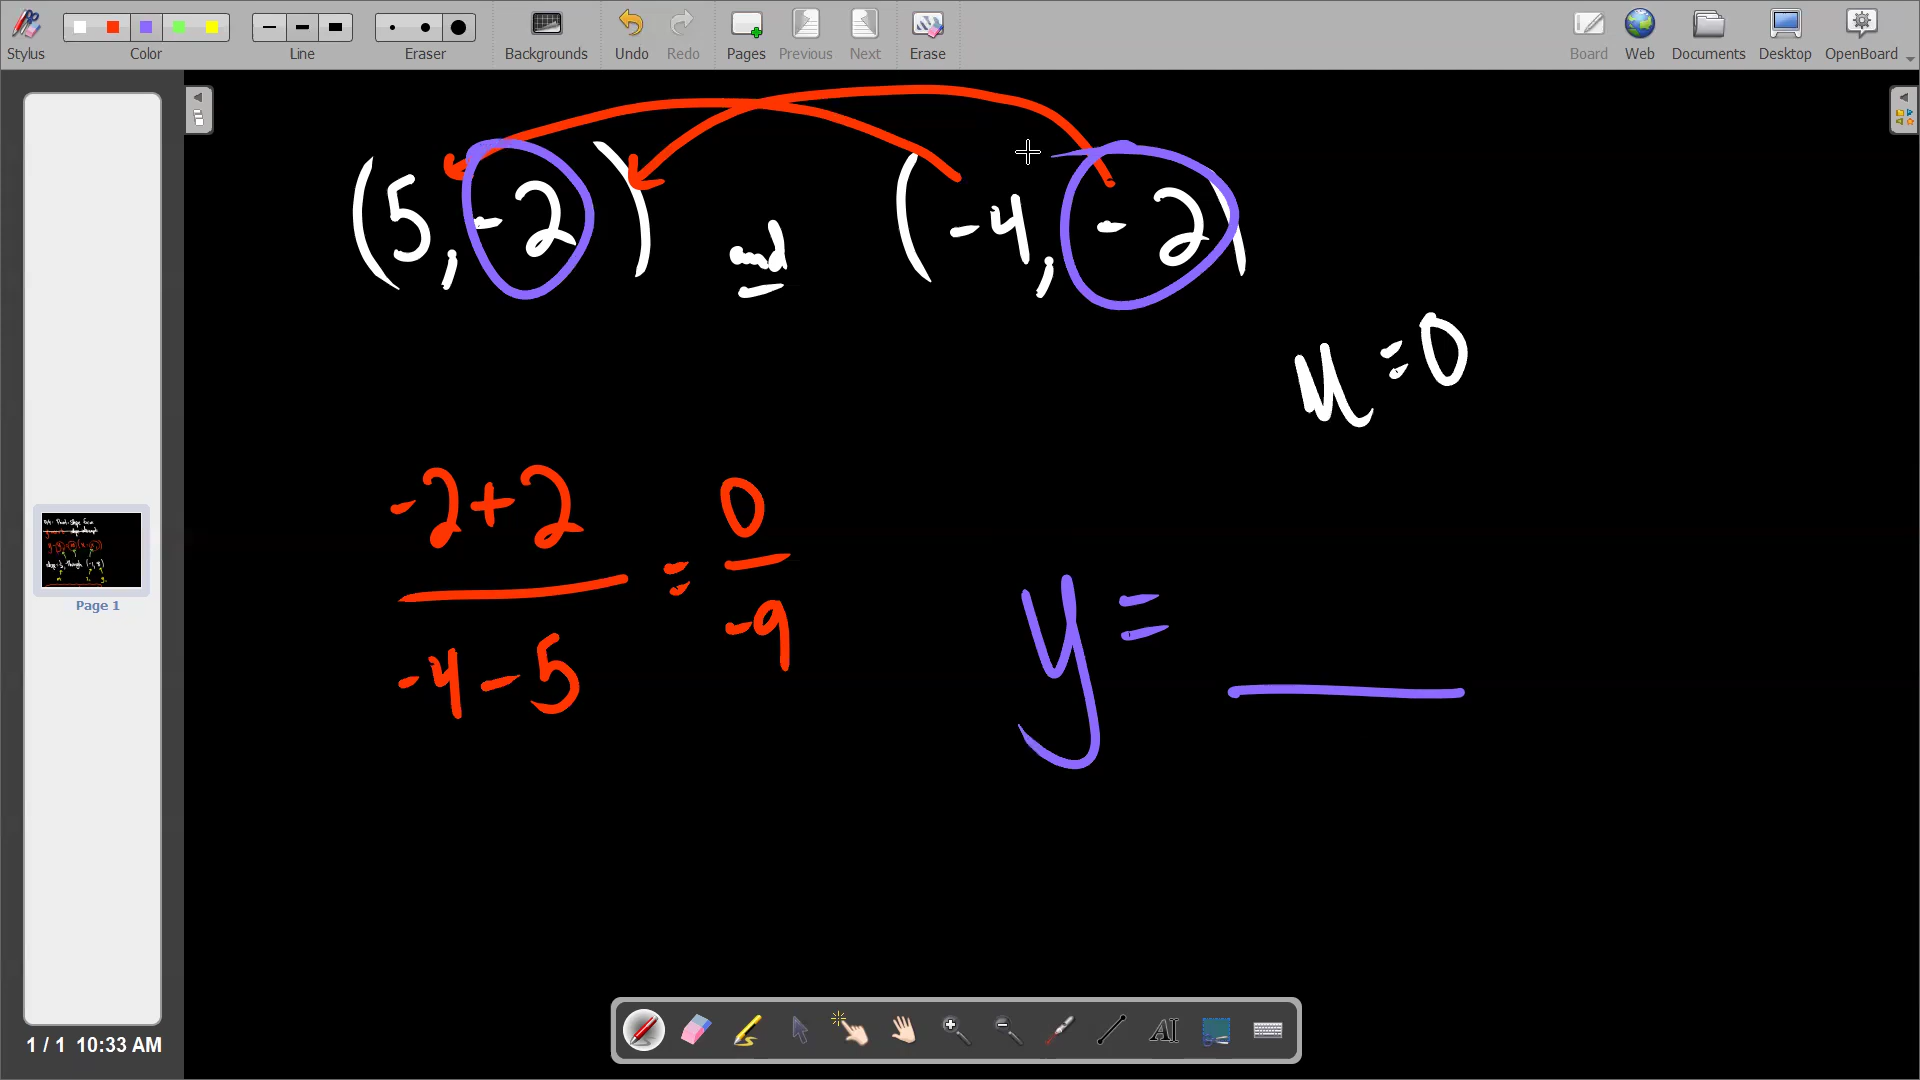 Stylus Color Line Eraser Backgrounds Undo Redo Pages Previous Next Erase Board Web Documents Desktop OpenBoard
(5, -2) and (-4, -2)
m = 0
-2+2 = 0
-4-5 -9
y =
Page 1
1 / 1 10:33 AM
AI